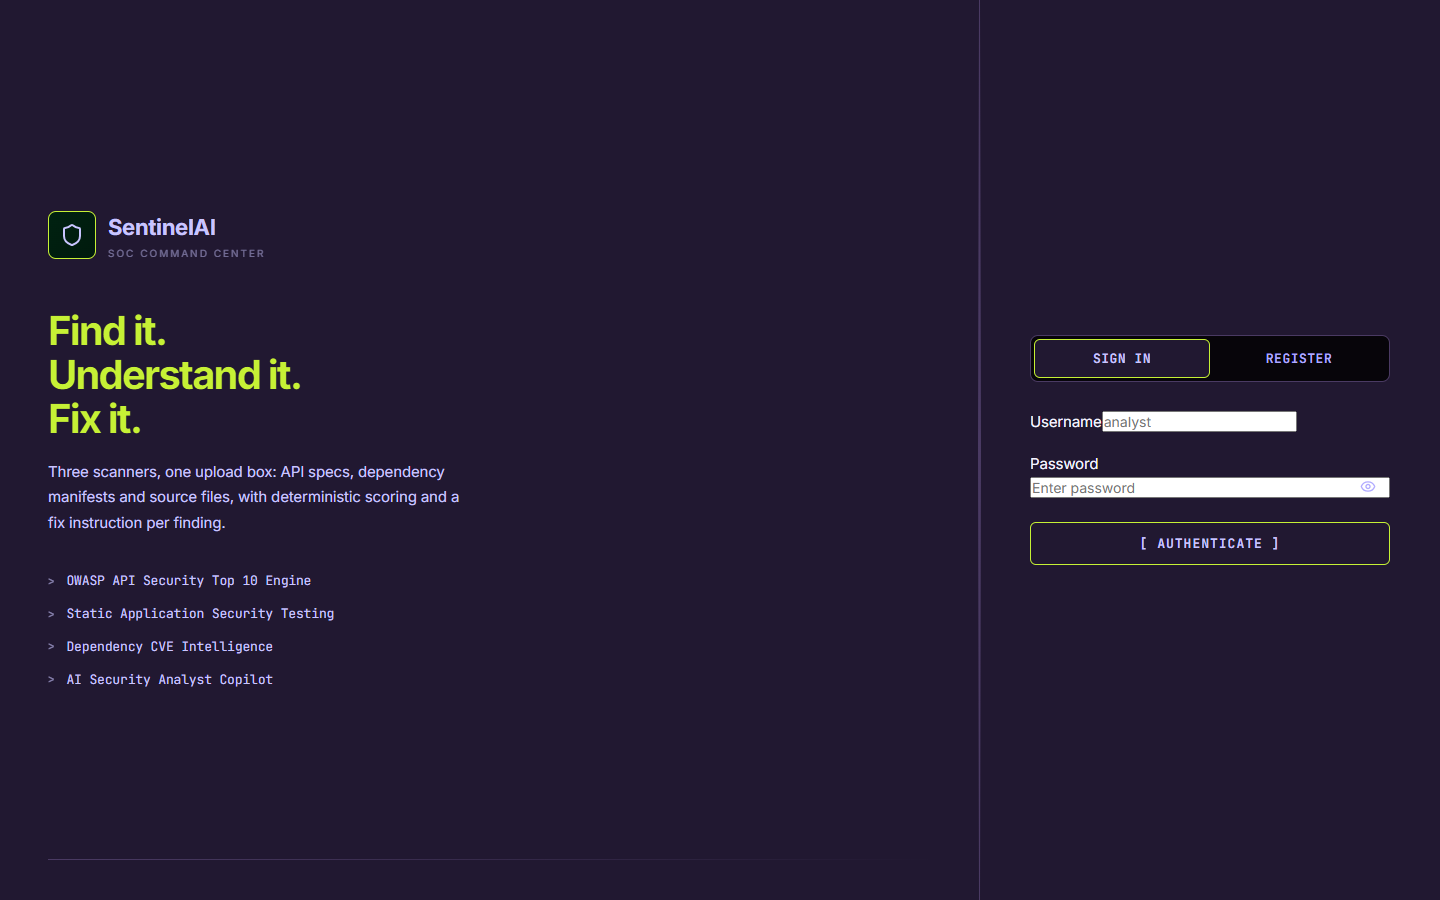 SentinelAI
SOC COMMAND CENTER
Find it.
Understand it.
Fix it.
Three scanners, one upload box: API specs, dependency
manifests and source files, with deterministic scoring and a
fix instruction per finding.
> OWASP API Security Top 10 Engine
> Static Application Security Testing
> Dependency CVE Intelligence
> AI Security Analyst Copilot
SIGN IN REGISTER
Username analyst
Password
Enter password
[ AUTHENTICATE ]